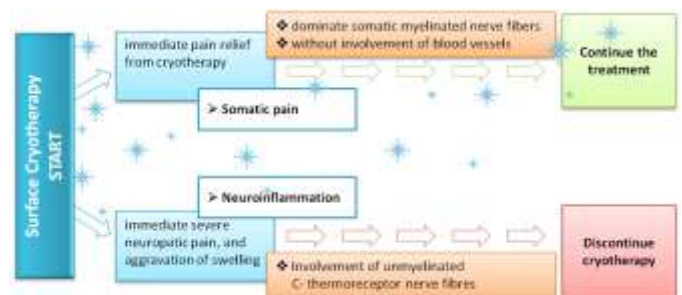 Surface Cryotherapy
START
immediate pain relief
from cryotherapy
❖ dominate somatic myelinated nerve fibers
❖ without involvement of blood vessels
Continue the
treatment
➢ Somatic pain
➢ Neuroinflammation
immediate severe
neuropatic pain, and
aggravation of swelling
❖ Involvement of unmyelinated
C- thermoreceptor nerve fibres
Discontinue
cryotherapy